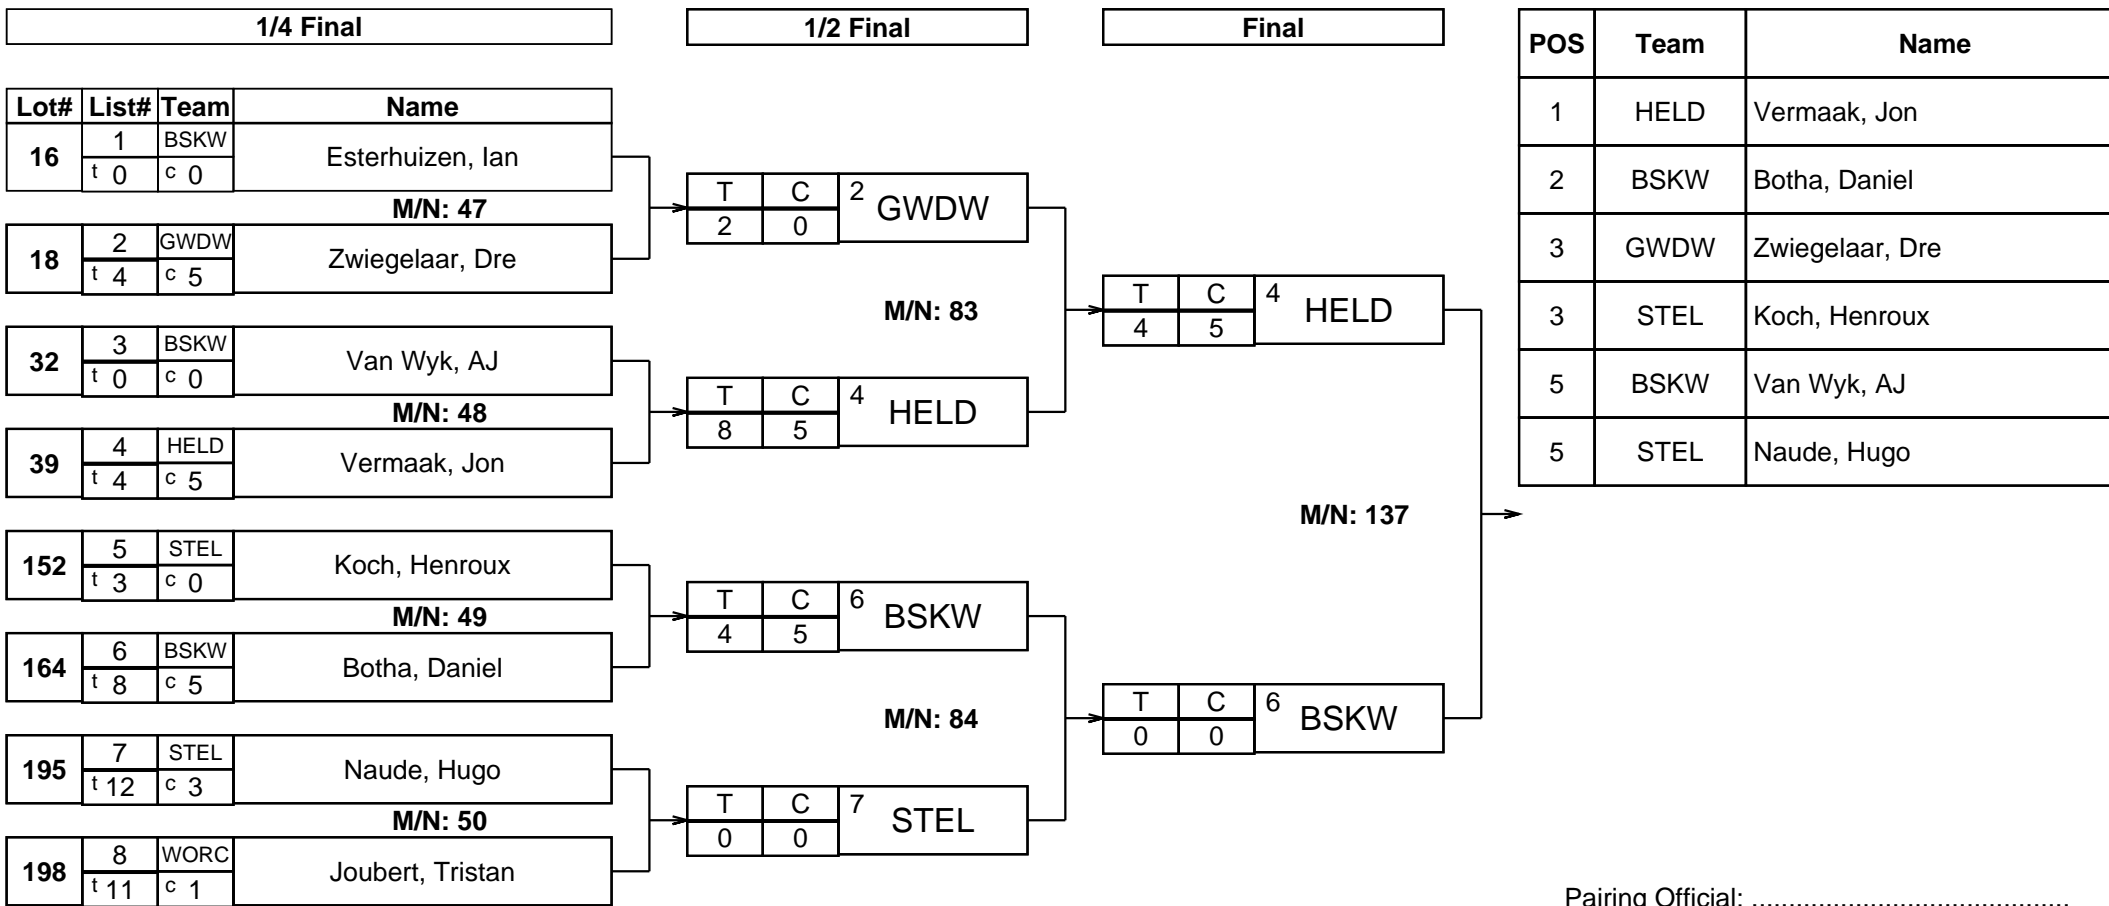 1/4 Final 1/2 Final Final
POS Team Name
1 HELD Vermaak, Jon
2 BSKW Botha, Daniel
3 GWDW Zwiegelaar, Dre
3 STEL Koch, Henroux
5 BSKW Van Wyk, AJ
5 STEL Naude, Hugo
Lot# List# Team Name
16 1 BSKW Esterhuizen, Ian
t 0 c 0
M/N: 47
18 2 GWDW Zwiegelaar, Dre
t 4 c 5
32 3 BSKW Van Wyk, AJ
t 0 c 0
M/N: 48
39 4 HELD Vermaak, Jon
t 4 c 5
152 5 STEL Koch, Henroux
t 3 c 0
M/N: 49
164 6 BSKW Botha, Daniel
t 8 c 5
195 7 STEL Naude, Hugo
t 12 c 3
M/N: 50
198 8 WORC Joubert, Tristan
t 11 c 1
T C 2 GWDW
2 0
M/N: 83
T C 4 HELD
8 5
T C 6 BSKW
4 5
M/N: 84
T C 7 STEL
0 0
T C 4 HELD
4 5
M/N: 137
T C 6 BSKW
0 0
Pairing Official: ...........................................